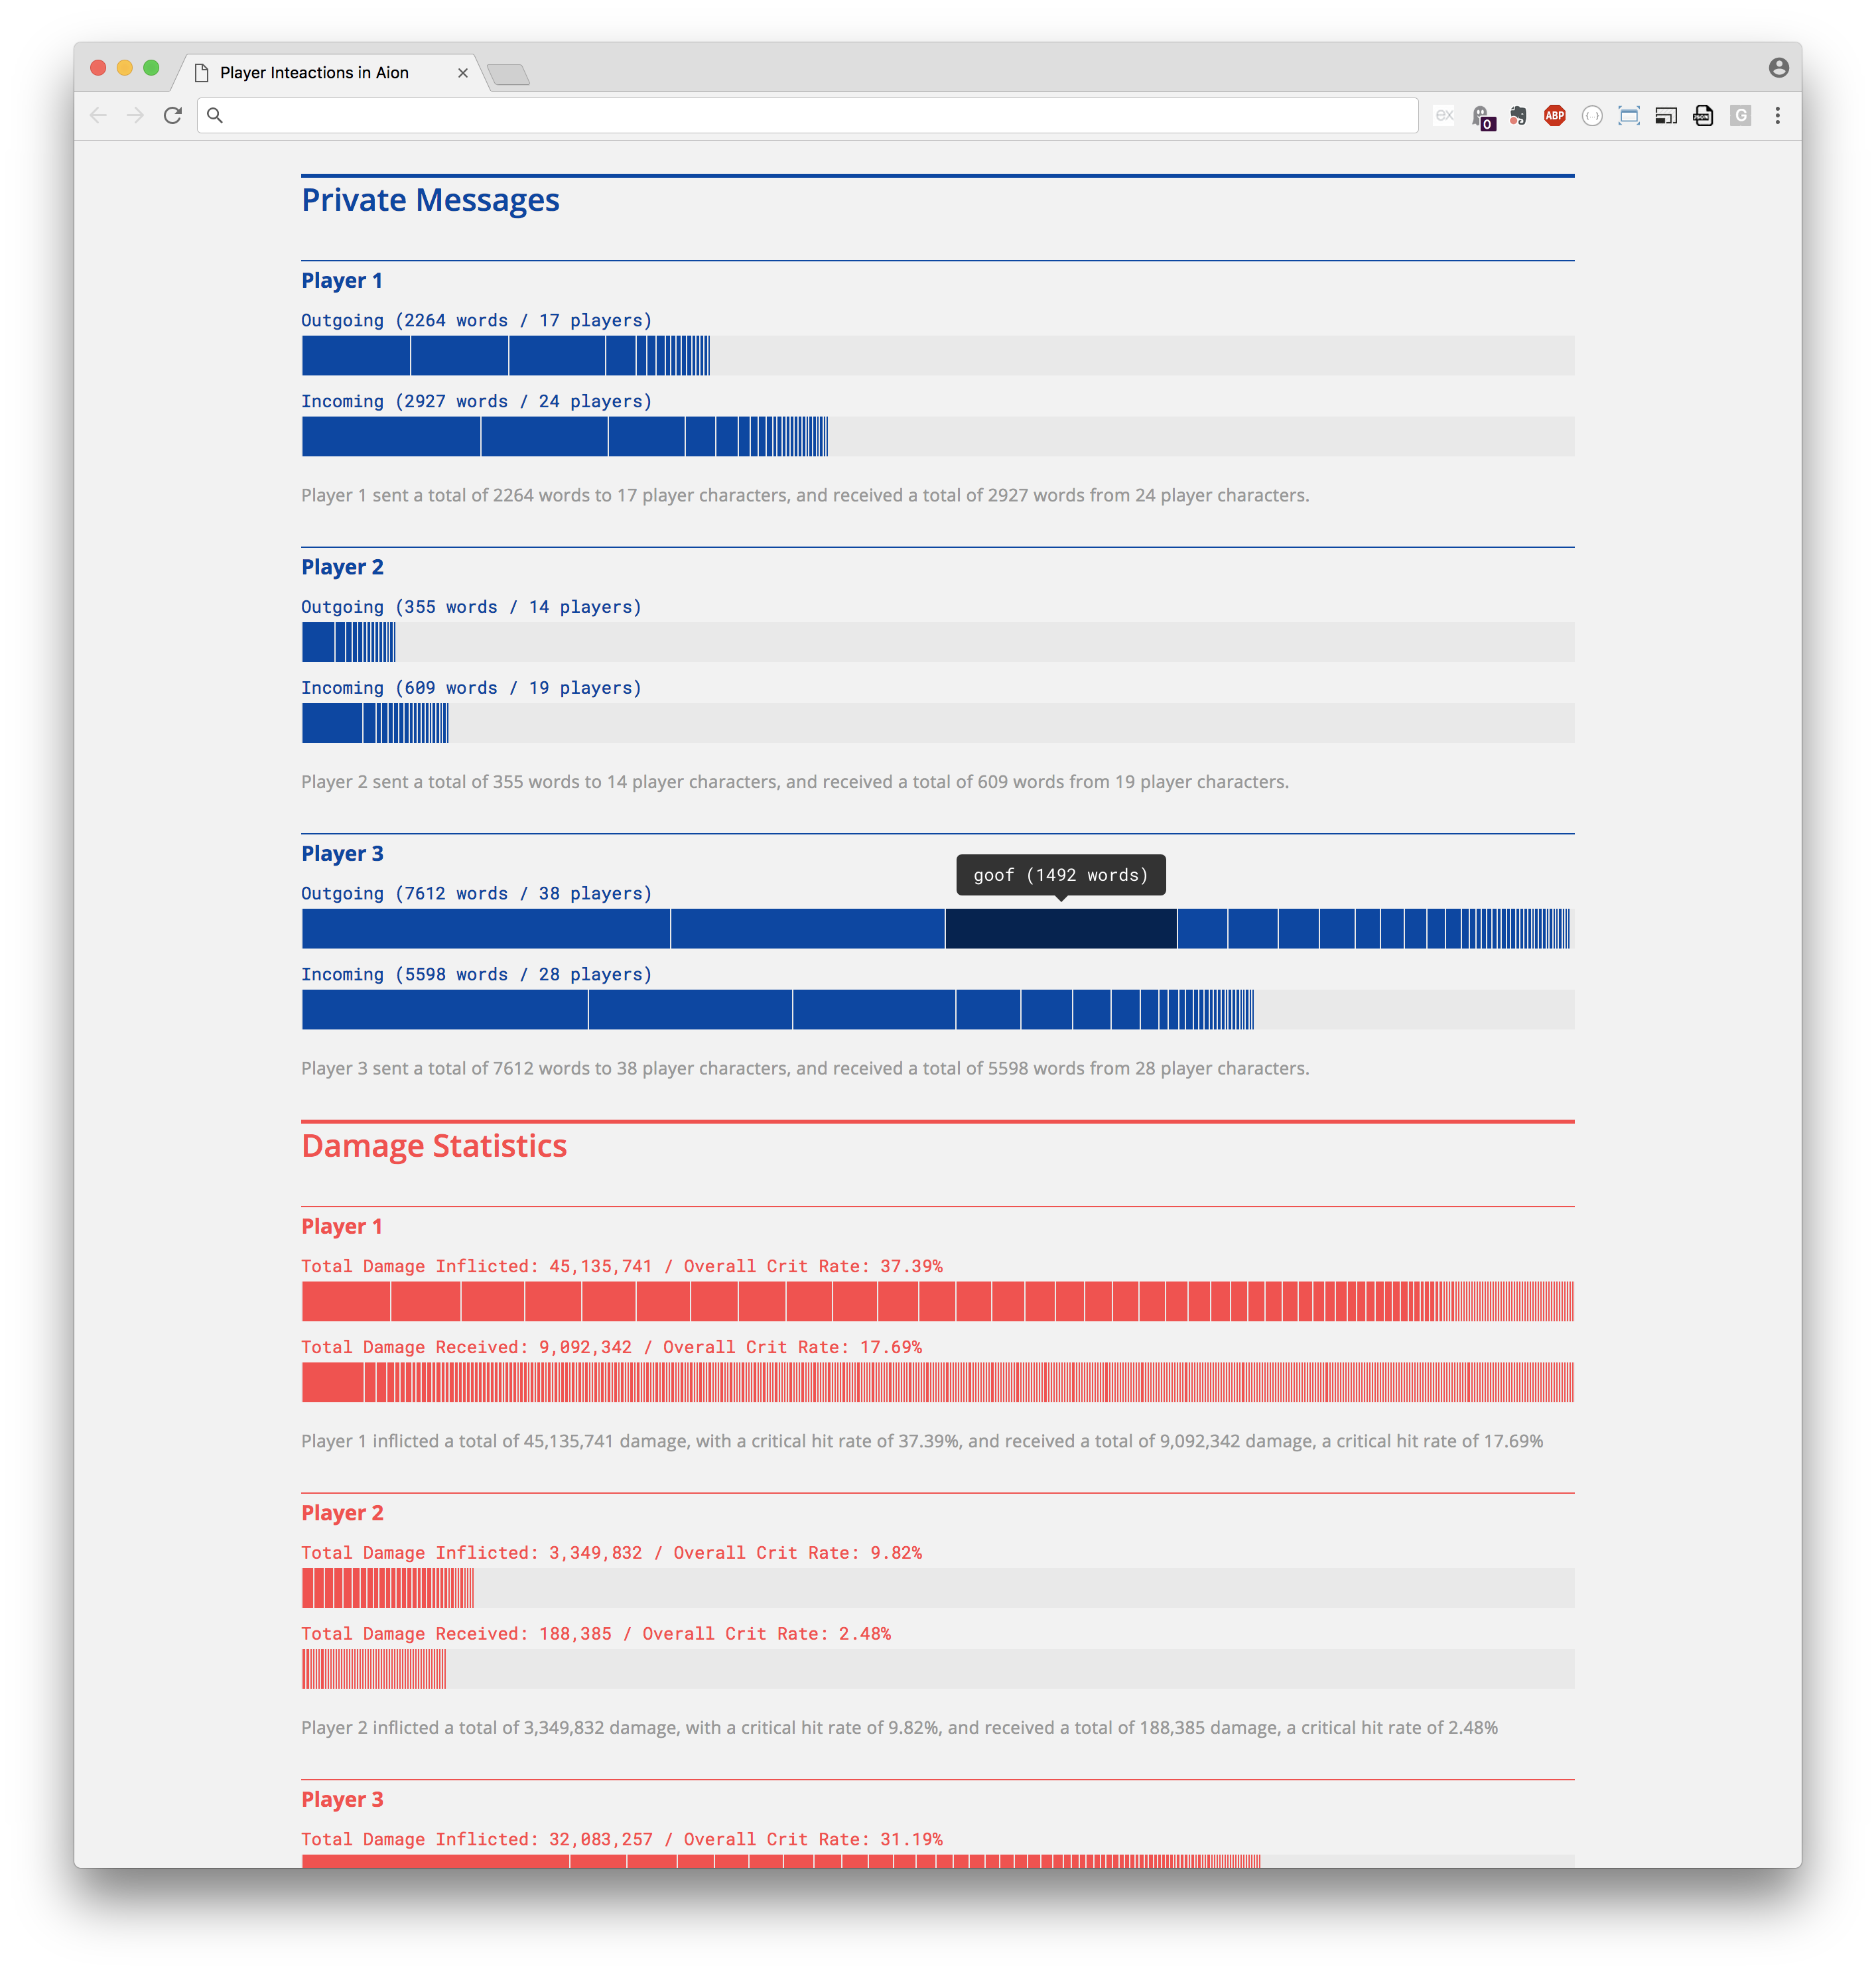 Player Inteactions in Aion
ex
0
ABP
{...}
JSON
G
Private Messages
Player 1
Outgoing (2264 words / 17 players)
Incoming (2927 words / 24 players)
Player 1 sent a total of 2264 words to 17 player characters, and received a total of 2927 words from 24 player characters.
Player 2
Outgoing (355 words / 14 players)
Incoming (609 words / 19 players)
Player 2 sent a total of 355 words to 14 player characters, and received a total of 609 words from 19 player characters.
Player 3
goof (1492 words)
Outgoing (7612 words / 38 players)
Incoming (5598 words / 28 players)
Player 3 sent a total of 7612 words to 38 player characters, and received a total of 5598 words from 28 player characters.
Damage Statistics
Player 1
Total Damage Inflicted: 45,135,741 / Overall Crit Rate: 37.39%
Total Damage Received: 9,092,342 / Overall Crit Rate: 17.69%
Player 1 inflicted a total of 45,135,741 damage, with a critical hit rate of 37.39%, and received a total of 9,092,342 damage, a critical hit rate of 17.69%
Player 2
Total Damage Inflicted: 3,349,832 / Overall Crit Rate: 9.82%
Total Damage Received: 188,385 / Overall Crit Rate: 2.48%
Player 2 inflicted a total of 3,349,832 damage, with a critical hit rate of 9.82%, and received a total of 188,385 damage, a critical hit rate of 2.48%
Player 3
Total Damage Inflicted: 32,083,257 / Overall Crit Rate: 31.19%